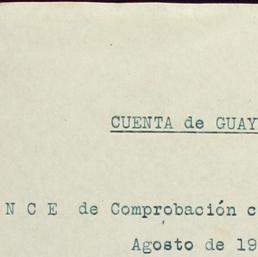 CUENTA de GUAY
N C E de Comprobación c
Agosto de 19